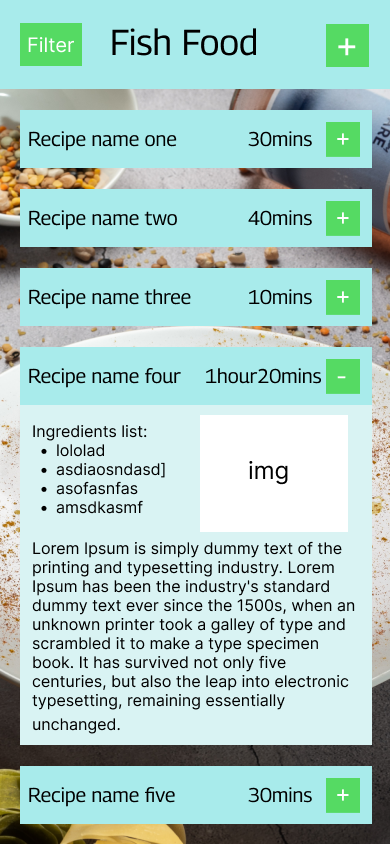 Filter Fish Food +
Recipe name one 30mins +
Recipe name two 40mins +
Recipe name three 10mins +
Recipe name four 1hour20mins -
Ingredients list:
• lololad
• asdiaosndasd]
• asofasnfas
• amsdkasmf
img
Lorem Ipsum is simply dummy text of the
printing and typesetting industry. Lorem
Ipsum has been the industry's standard
dummy text ever since the 1500s, when an
unknown printer took a galley of type and
scrambled it to make a type specimen
book. It has survived not only five
centuries, but also the leap into electronic
typesetting, remaining essentially
unchanged.
Recipe name five 30mins +